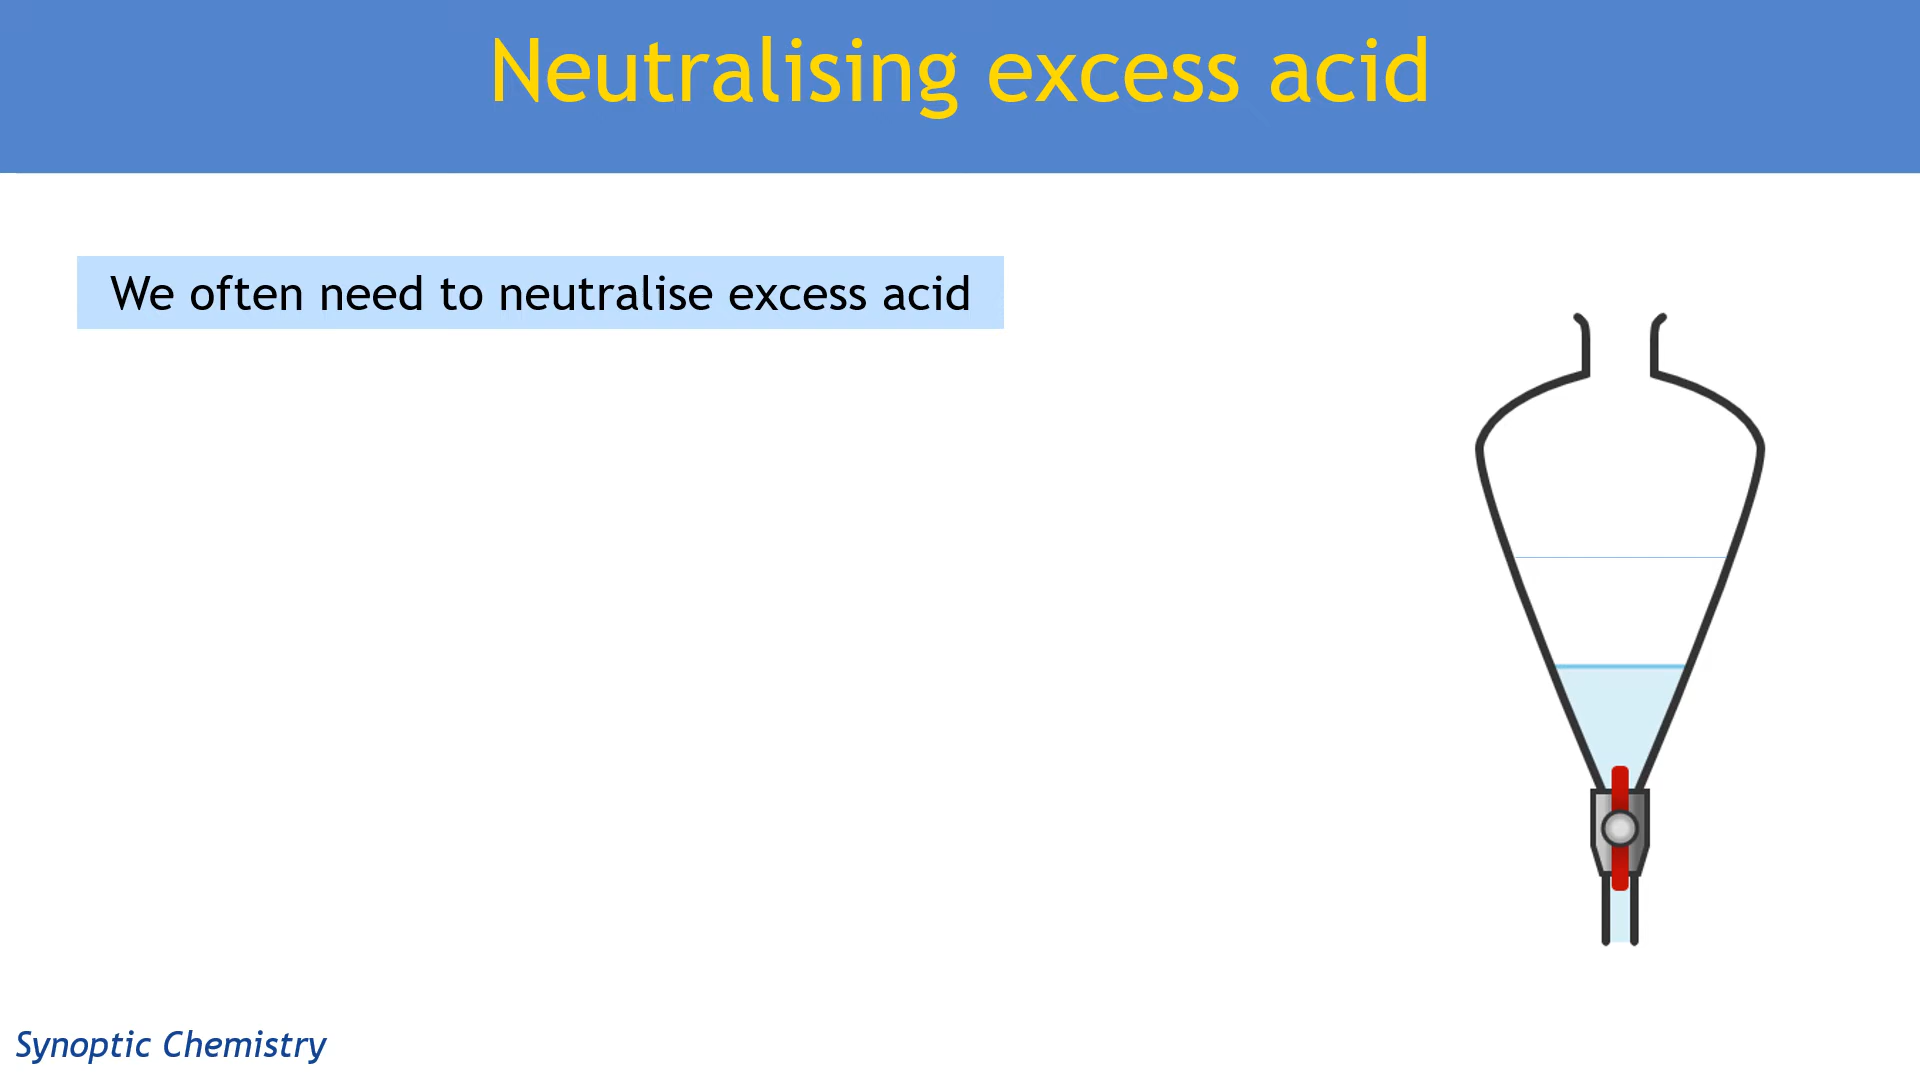 Neutralising excess acid
We often need to neutralise excess acid
Synoptic Chemistry